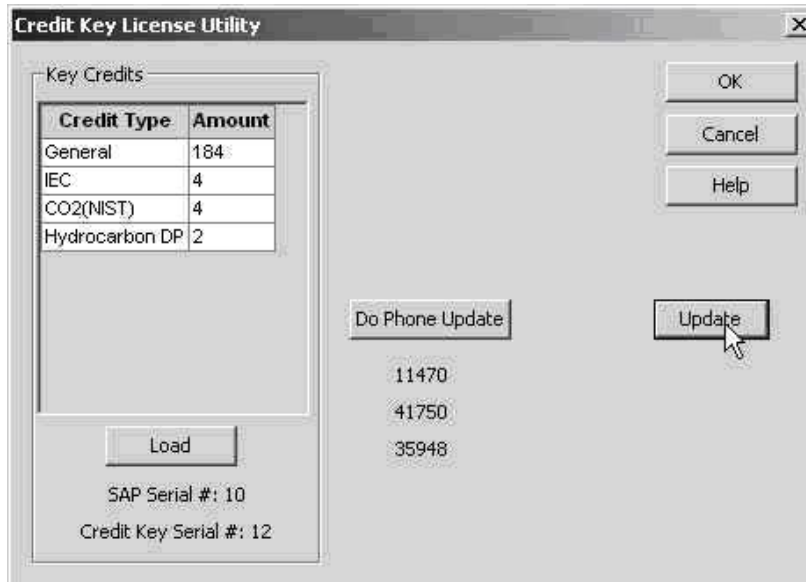 Credit Key License Utility
Key Credits
Credit Type Amount
General 184
IEC 4
CO2(NIST) 4
Hydrocarbon DP 2
Load
SAP Serial #: 10
Credit Key Serial #: 12
OK
Cancel
Help
Do Phone Update
Update
11470
41750
35948